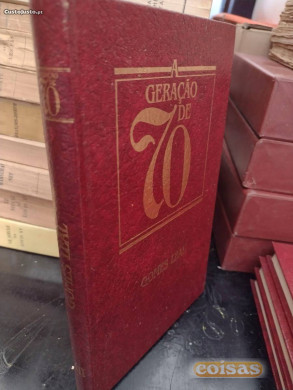 CustoJusto.pt
A
GERAÇÃO
DE
70
70
coisas